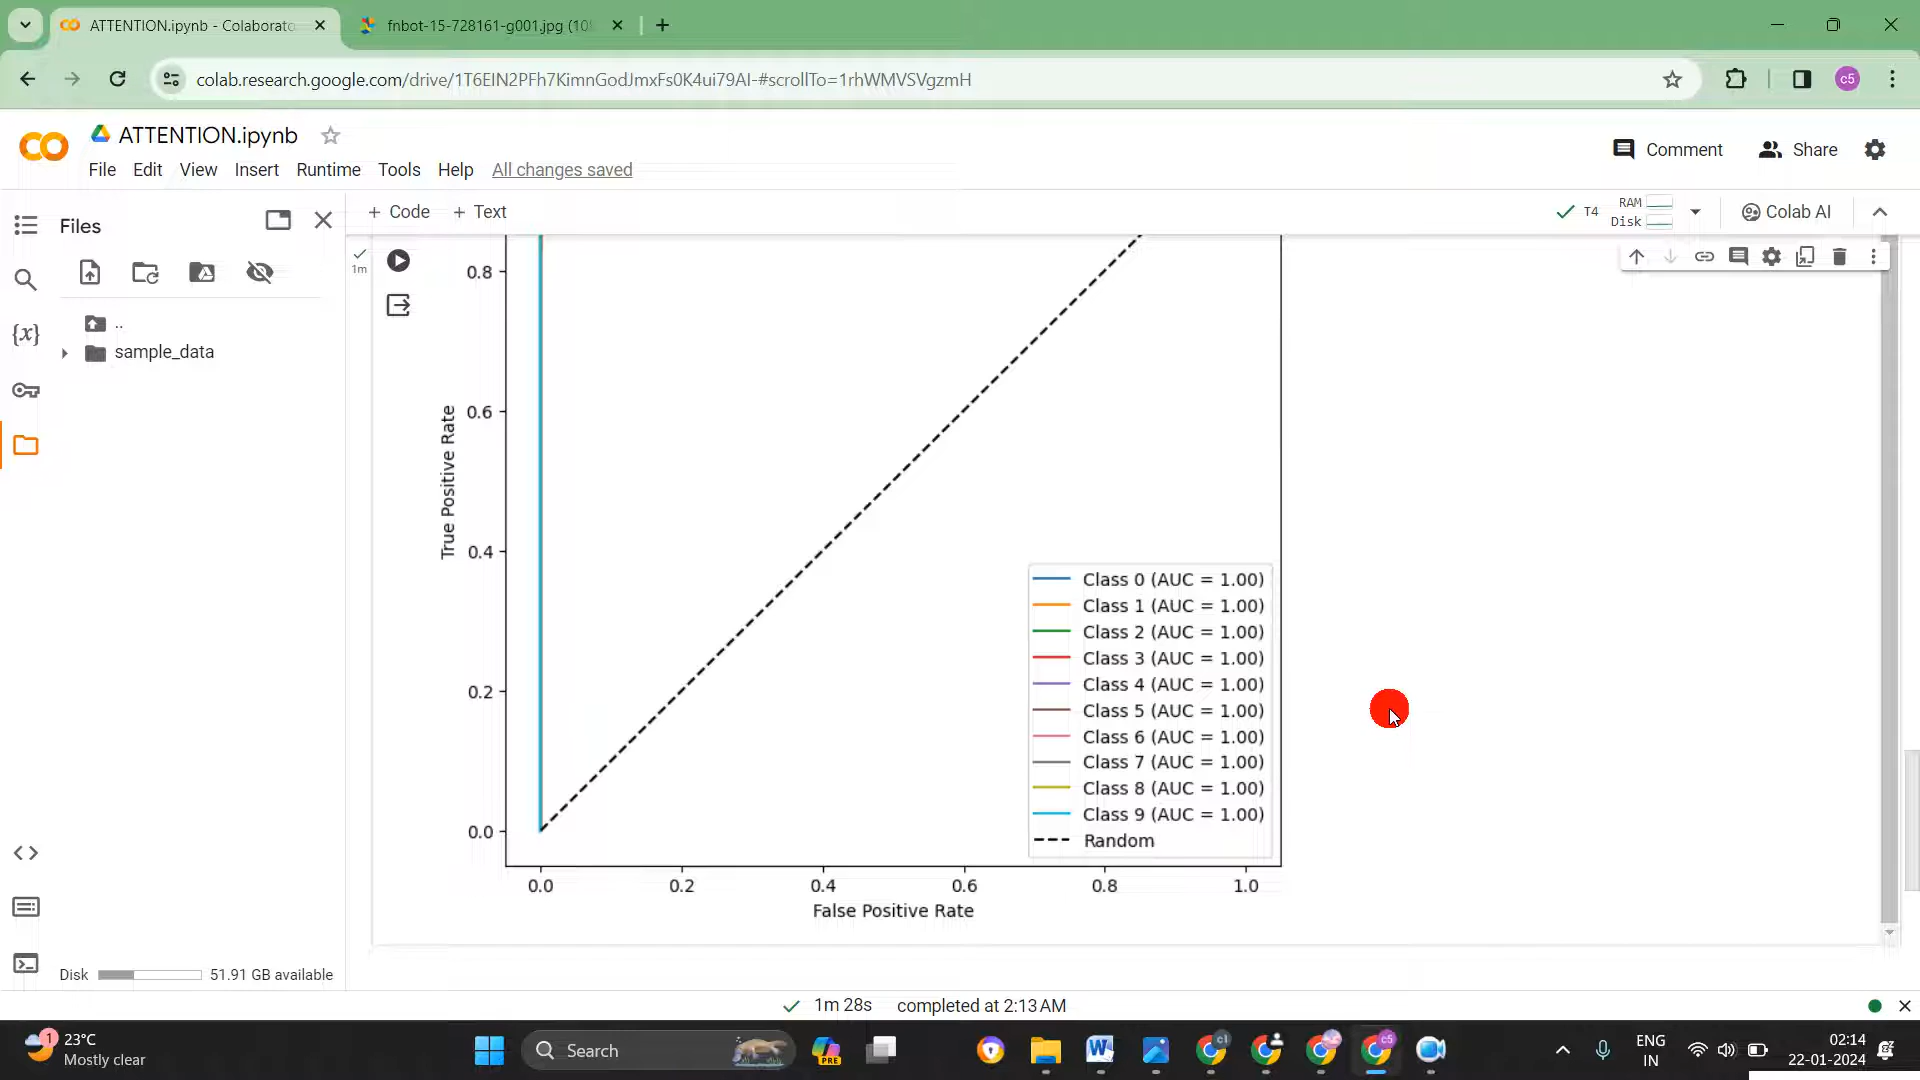 ATTENTION.ipynb - Colaborato
fnbot-15-728161-g001.jpg (10
colab.research.google.com/drive/1T6EIN2PFh7KimnGodJmxFs0K4ui79AI-#scrollTo=1rhWMVSVgzmH
c5
ATTENTION.ipynb
Comment
Share
File Edit View Insert Runtime Tools Help All changes saved
Files
+ Code + Text
T4
RAM
Disk
Colab AI
1m
{x}
..
sample_data
0.8
0.6
0.4
0.2
0.0
True Positive Rate
Class 0 (AUC = 1.00)
Class 1 (AUC = 1.00)
Class 2 (AUC = 1.00)
Class 3 (AUC = 1.00)
Class 4 (AUC = 1.00)
Class 5 (AUC = 1.00)
Class 6 (AUC = 1.00)
Class 7 (AUC = 1.00)
Class 8 (AUC = 1.00)
Class 9 (AUC = 1.00)
Random
0.0 0.2 0.4 0.6 0.8 1.0
False Positive Rate
Disk 51.91 GB available
1m 28s completed at 2:13 AM
1
23°C
Mostly clear
Search
PRE
c1
c5
ENG
IN
02:14
22-01-2024